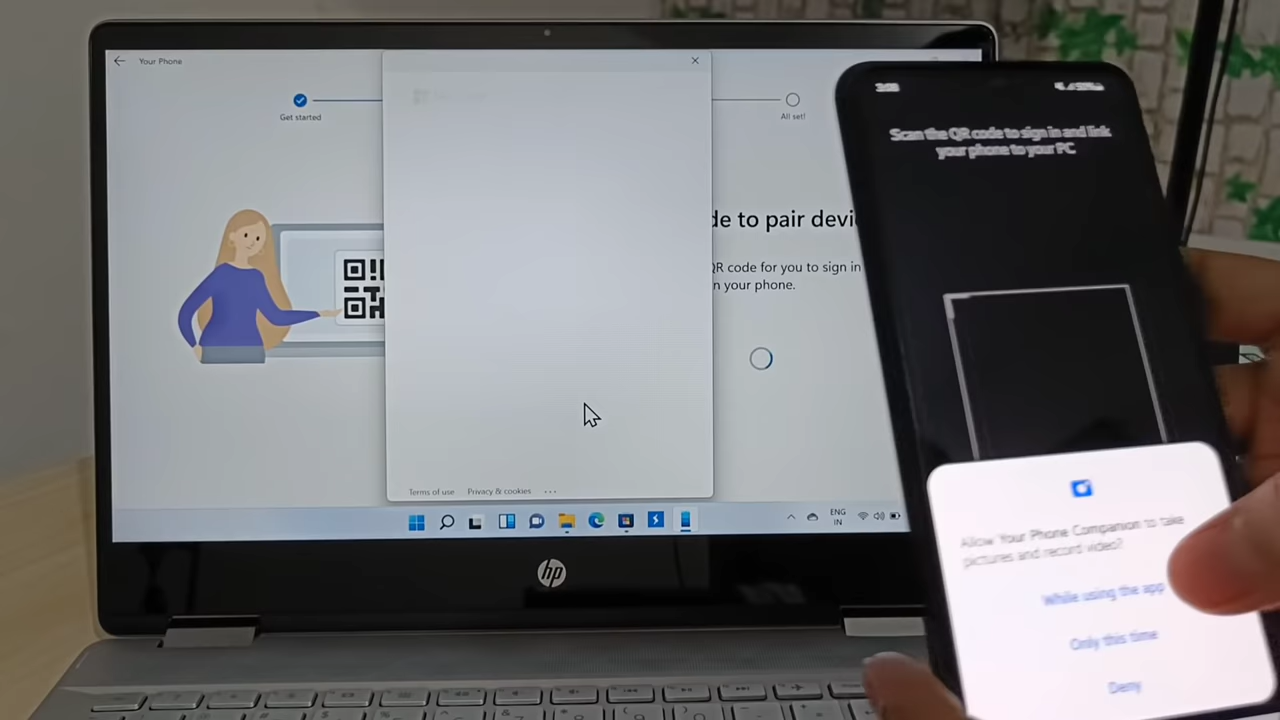 Your Phone
Get started
All set!
de to pair devi
QR code for you to sign in
n your phone.
Terms of use
Privacy & cookies
ENG
IN
hp
Scan the QR code to sign in and link
your phone to your PC
Allow Your Phone Companion to take
pictures and record video?
While using the app
Only this time
Deny